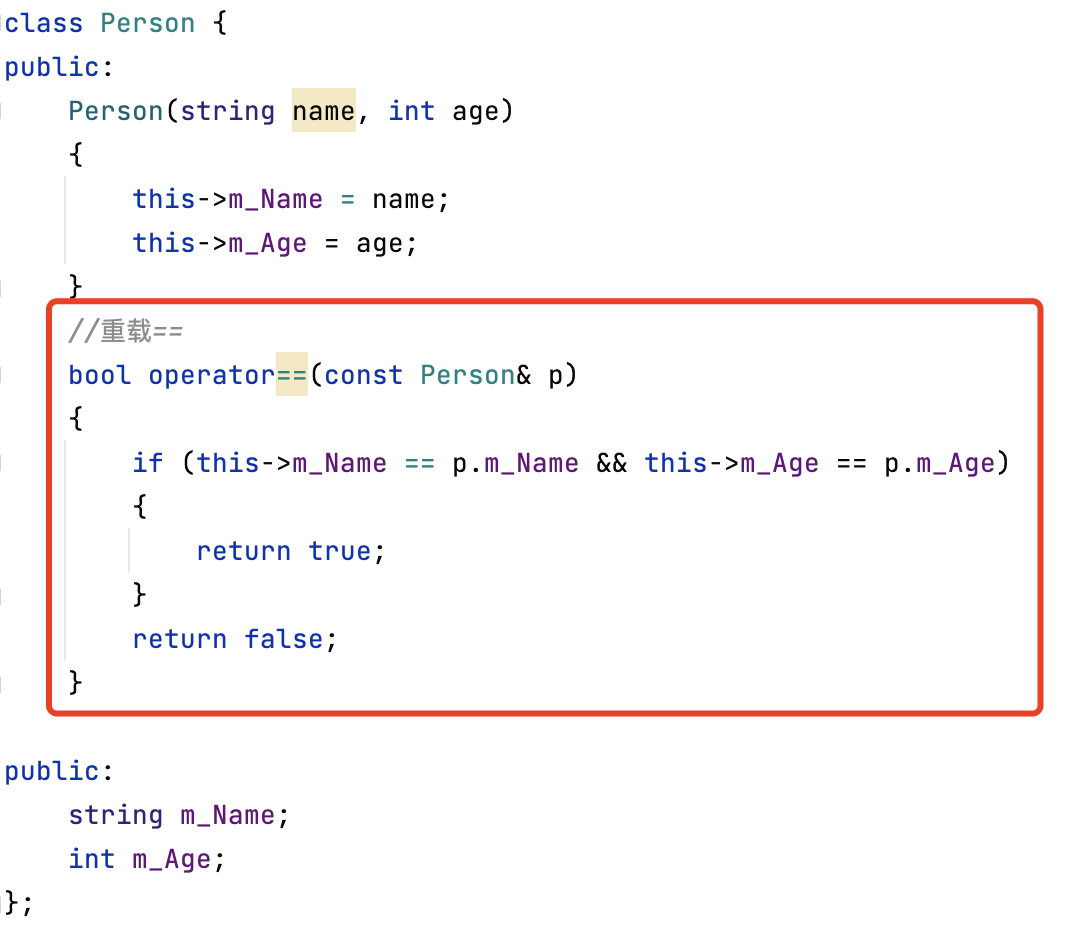 class Person {
public:
    Person(string name, int age)
    {
        this->m_Name = name;
        this->m_Age = age;
    }
    //重载==
    bool operator==(const Person& p)
    {
        if (this->m_Name == p.m_Name && this->m_Age == p.m_Age)
        {
            return true;
        }
        return false;
    }

public:
    string m_Name;
    int m_Age;
};